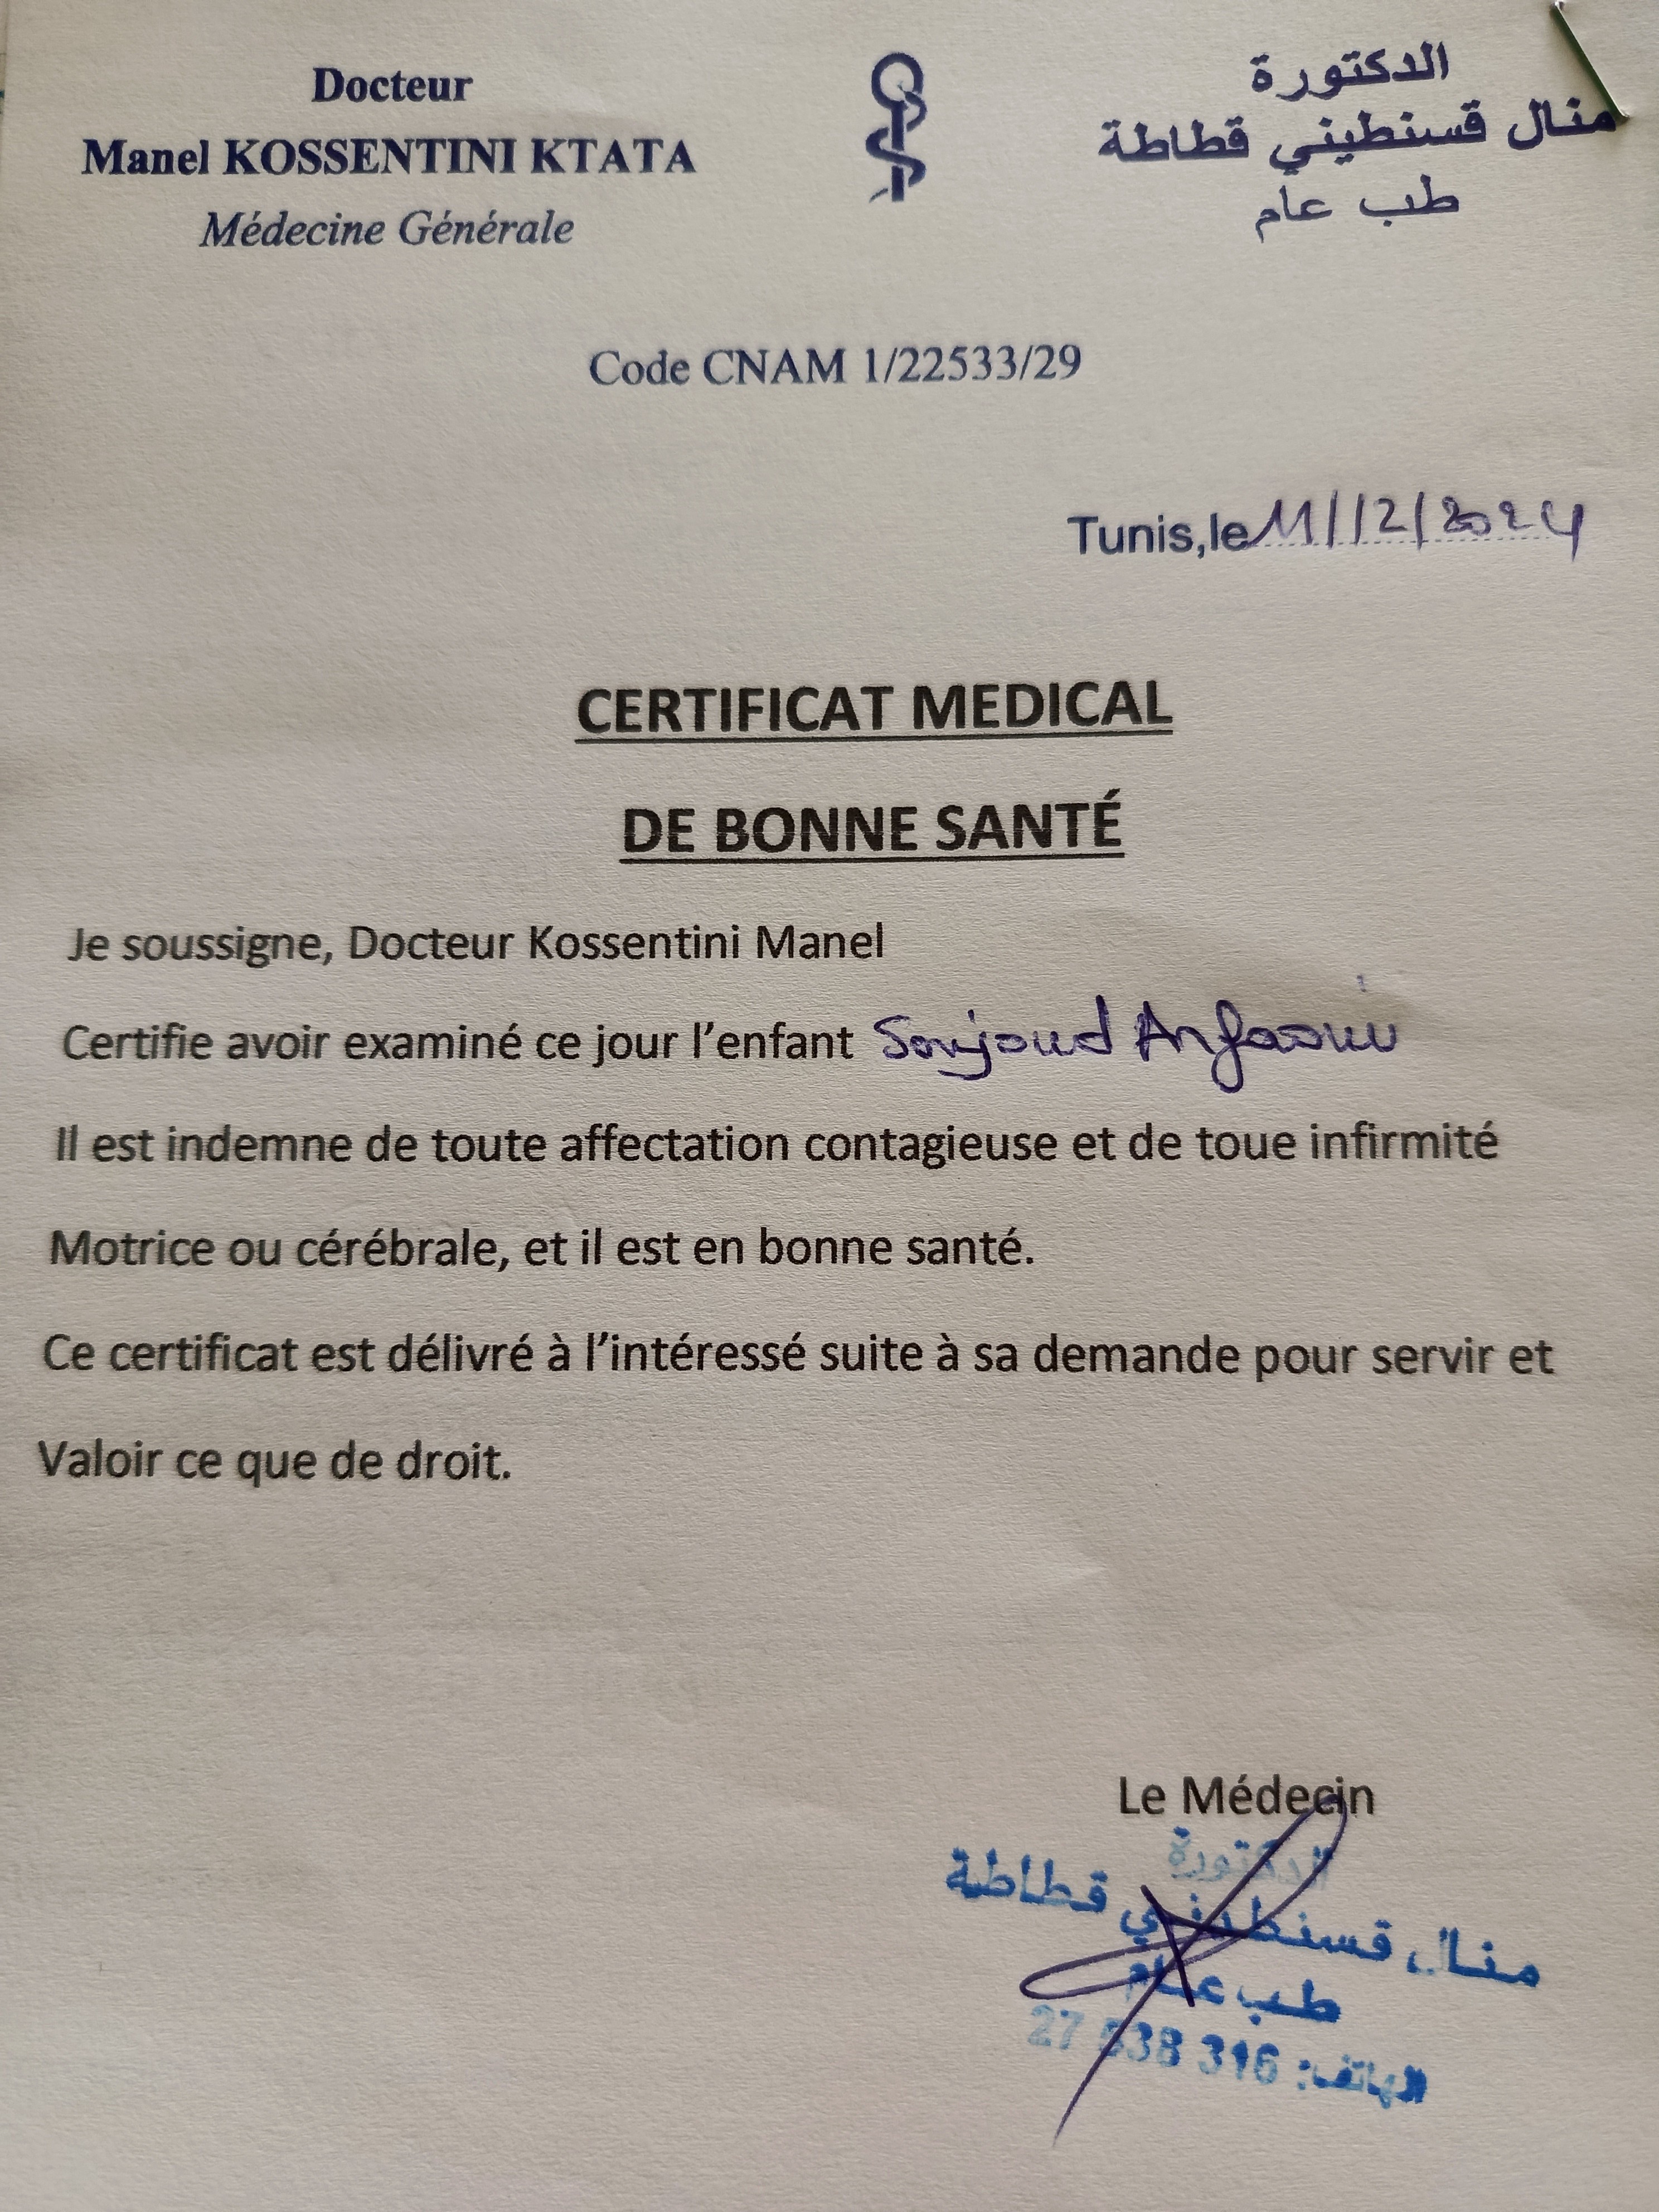 Docteur
Manel KOSSENTINI KTATA
Médecine Générale
الدكتورة
منال قسنطيني قطاطة
طب عام
Code CNAM 1/22533/29
Tunis,le 11/12/2024
CERTIFICAT MEDICAL
DE BONNE SANTÉ
Je soussigne, Docteur Kossentini Manel
Certifie avoir examiné ce jour l'enfant
Il est indemne de toute affectation contagieuse et de toue infirmité
Motrice ou cérébrale, et il est en bonne santé.
Ce certificat est délivré à l'intéressé suite à sa demande pour servir et
Valoir ce que de droit.
Le Médecin
الدكتورة
منال قسنطيني قطاطة
طب عام
الهاتف: 27 838 316